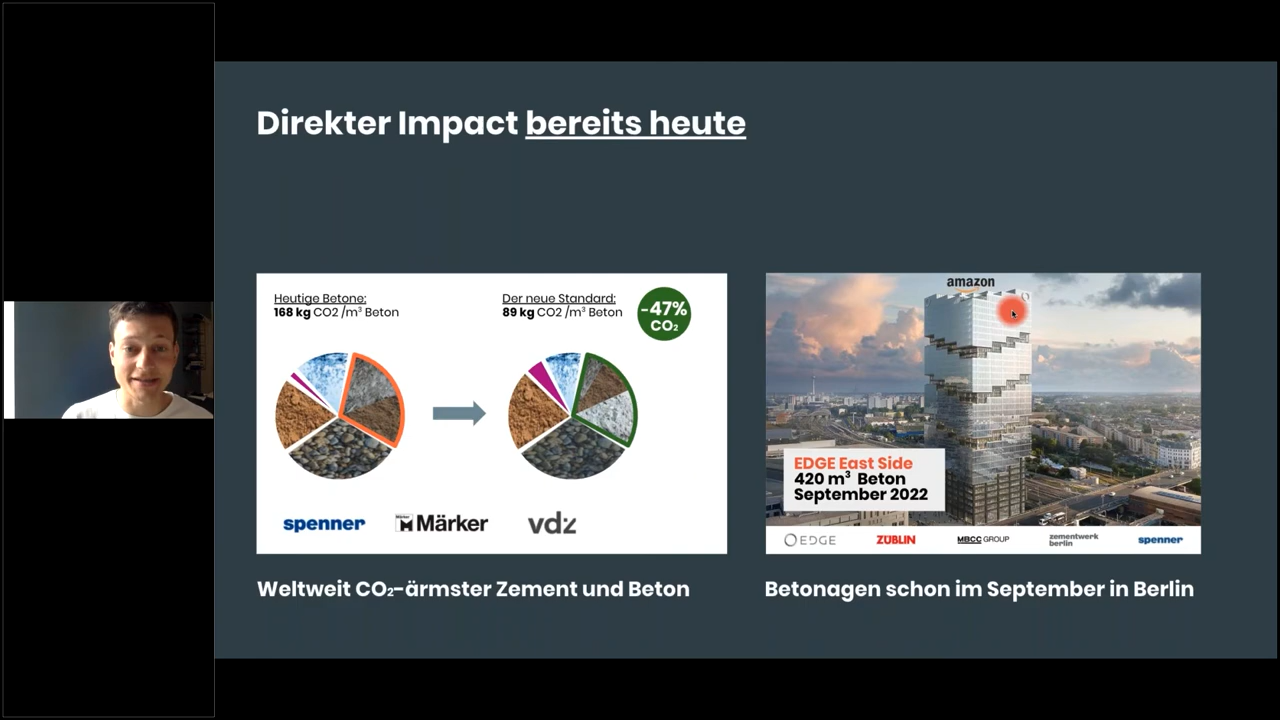 Direkter Impact bereits heute
Heutige Betone:
168 kg CO2 /m³ Beton
Der neue Standard:
89 kg CO2 /m³ Beton
-47%
CO₂
spenner
Märker
vdz
Weltweit CO₂-ärmster Zement und Beton
amazon
EDGE East Side
420 m³ Beton
September 2022
EDGE
ZÜBLIN
MBCC GROUP
zementwerk
berlin
spenner
Betonagen schon im September in Berlin